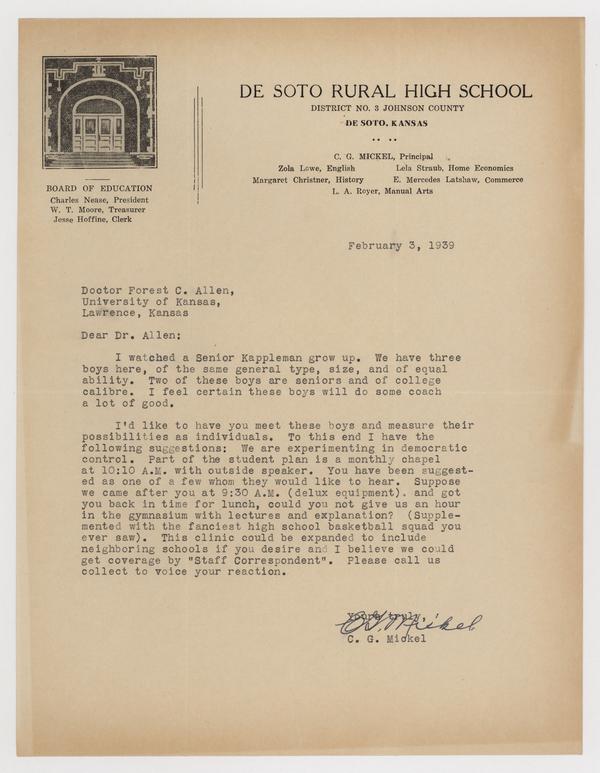 DE SOTO RURAL HIGH SCHOOL
DISTRICT NO. 3 JOHNSON COUNTY
DE SOTO, KANSAS
C. G. MICKEL, Principal
Zola Lowe, English Lela Straub, Home Economics
Margaret Christner, History E. Mercedes Latshaw, Commerce
L. A. Royer, Manual Arts
BOARD OF EDUCATION
Charles Nease, President
W. T. Moore, Treasurer
Jesse Hoffine, Clerk
February 3, 1939
Doctor Forest C. Allen,
University of Kansas,
Lawrence, Kansas
Dear Dr. Allen:
I watched a Senior Kappleman grow up. We have three
boys here, of the same general type, size, and of equal
ability. Two of these boys are seniors and of college
calibre. I feel certain these boys will do some coach
a lot of good.
I'd like to have you meet these boys and measure their
possibilities as individuals. To this end I have the
following suggestions: We are experimenting in democratic
control. Part of the student plan is a monthly chapel
at 10:10 A.M. with outside speaker. You have been suggest-
ed as one of a few whom they would like to hear. Suppose
we came after you at 9:30 A.M. (delux equipment). and got
you back in time for lunch, could you not give us an hour
in the gymnasium with lectures and explanation? (Supple-
mented with the fanciest high school basketball squad you
ever saw). This clinic could be expanded to include
neighboring schools if you desire and I believe we could
get coverage by "Staff Correspondent". Please call us
collect to voice your reaction.
Yours truly,
C. G. Mickel
C. G. Mickel